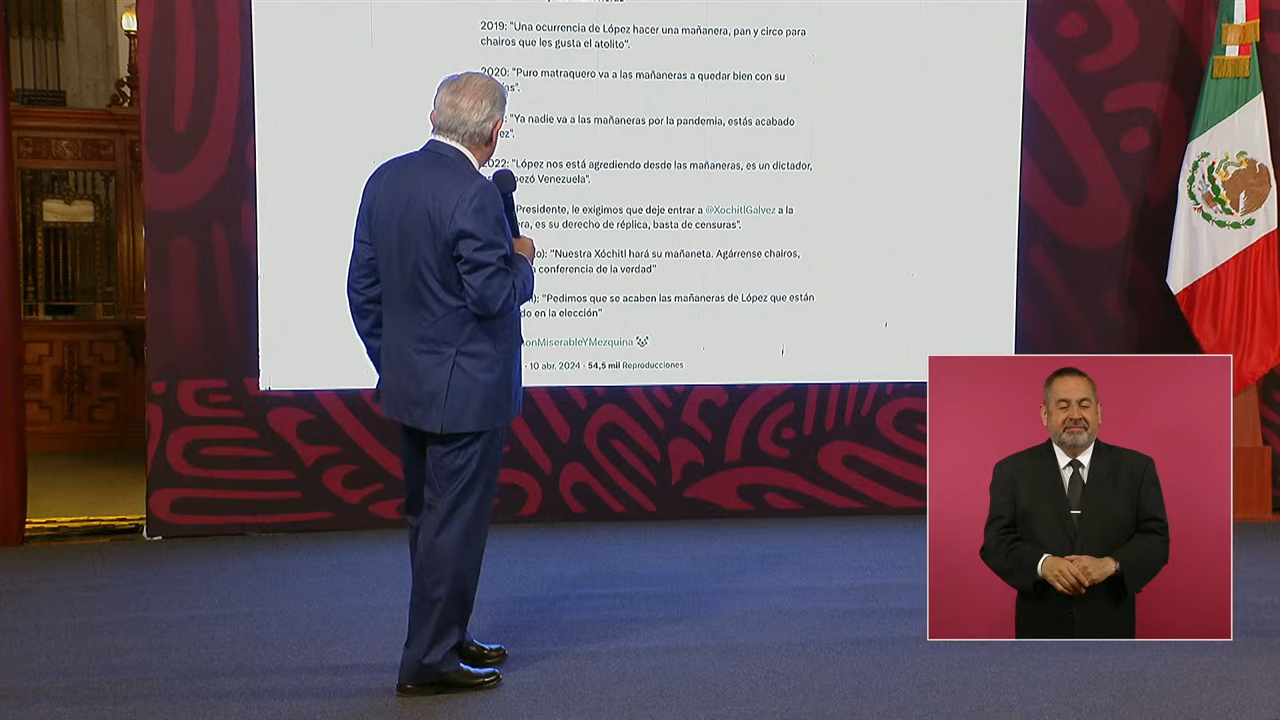 2019: "Una ocurrencia de López hacer una mañanera, pan y circo para
chairos que les gusta el atolito".
2020: "Puro matraquero va a las mañaneras a quedar bien con su
"Ya nadie va a las mañaneras por la pandemia, estás acabado
2022: "López nos está agrediendo desde las mañaneras, es un dictador,
Venezuela".
Presidente, le exigimos que deje entrar a @XochitlGalvez a la
es su derecho de réplica, basta de censuras".
"Nuestra Xóchitl hará su mañaneta. Agárrense chairos,
conferencia de la verdad"
"Pedimos que se acaben las mañaneras de López que están
en la elección"
· 10 abr. 2024 · 54,5 mil Reproducciones